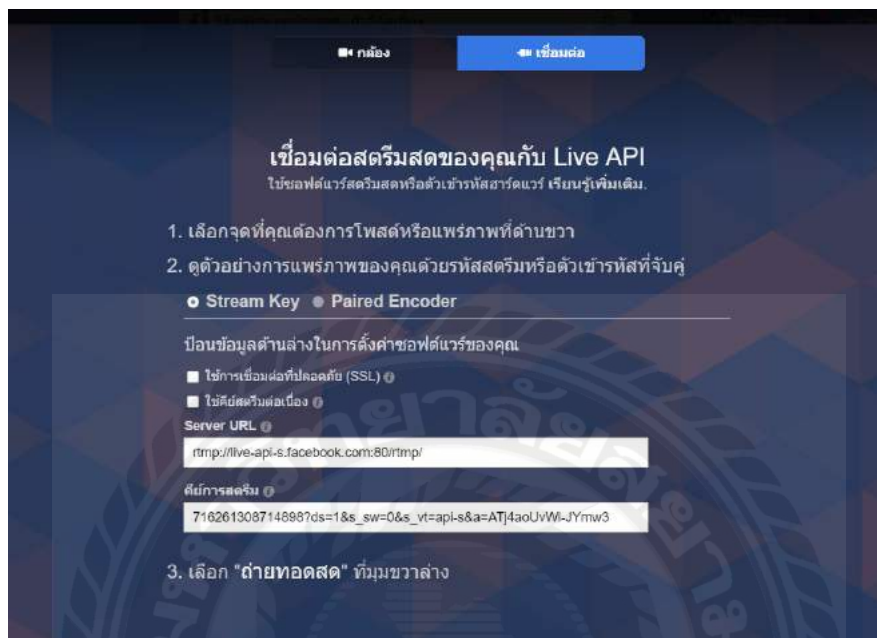 กล้อง
เชื่อมต่อ
เชื่อมต่อสตรีมสดของคุณกับ Live API
ใช้ซอฟต์แวร์สตรีมสดหรือตัวเข้ารหัสฮาร์ดแวร์ เรียนรู้เพิ่มเติม.
1. เลือกจุดที่คุณต้องการโพสต์หรือแพร่ภาพที่ด้านขวา
2. ดูตัวอย่างการแพร่ภาพของคุณด้วยรหัสสตรีมหรือตัวเข้ารหัสที่จับคู่
Stream Key Paired Encoder
ป้อนข้อมูลด้านล่างในการตั้งค่าซอฟต์แวร์ของคุณ
ใช้การเชื่อมต่อที่ปลอดภัย (SSL)
ใช้คีย์สตรีมต่อเนื่อง
Server URL
rtmp://live-api-s.facebook.com:80/rtmp/
คีย์การสตรีม
716261308714898?ds=1&s_sw=0&s_vt=api-s&a=ATj4aoUvWl-JYmw3
3. เลือก "ถ่ายทอดสด" ที่มุมขวาล่าง